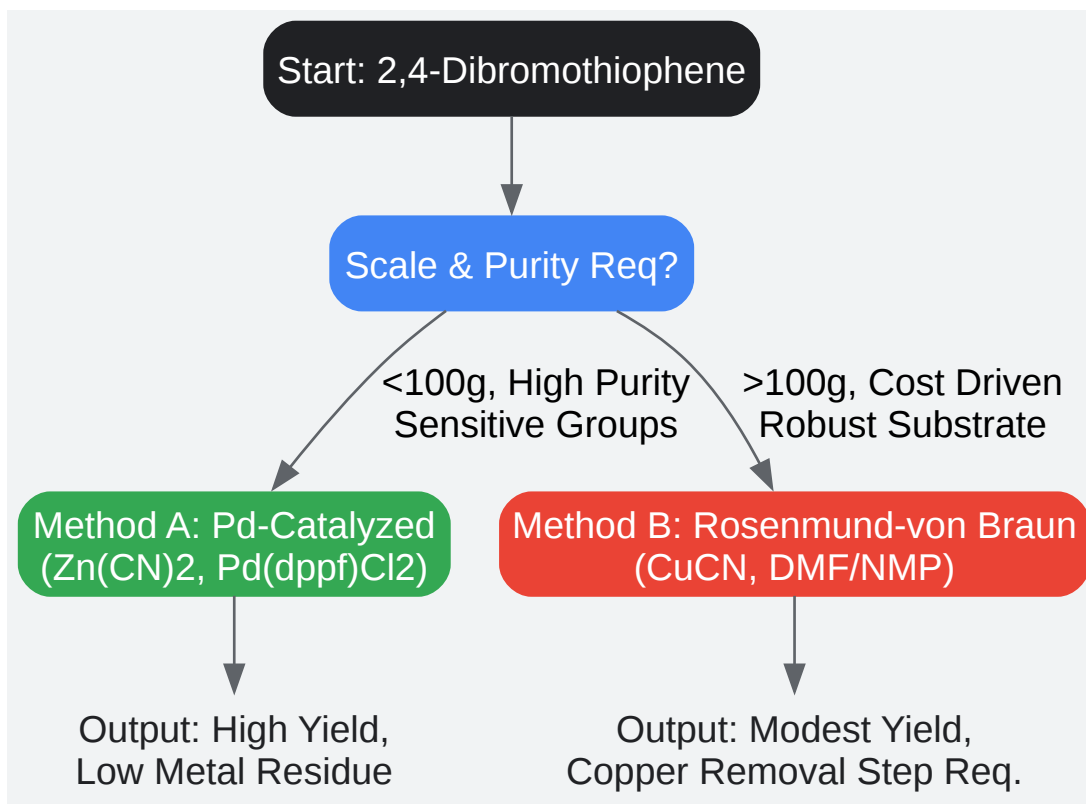 Start: 2,4-Dibromothiophene
Scale & Purity Req?
<100g, High Purity
Sensitive Groups
>100g, Cost Driven
Robust Substrate
Method A: Pd-Catalyzed
(Zn(CN)2, Pd(dppf)Cl2)
Method B: Rosenmund-von Braun
(CuCN, DMF/NMP)
Output: High Yield,
Low Metal Residue
Output: Modest Yield,
Copper Removal Step Req.